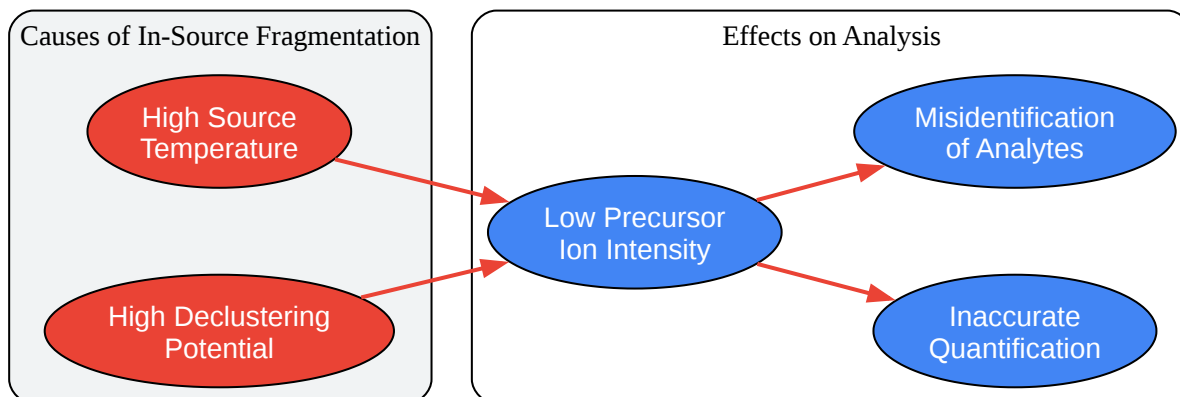 Causes of In-Source Fragmentation
High Source
Temperature
High Declustering
Potential
Effects on Analysis
Low Precursor
Ion Intensity
Misidentification
of Analytes
Inaccurate
Quantification